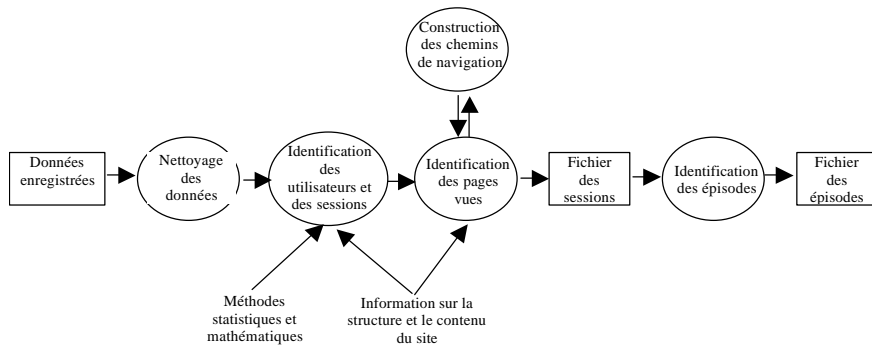 Construction
des chemins
de navigation
Données
enregistrées
Nettoyage
des
données
Identification
des
utilisateurs et
des sessions
Identification
des pages
vues
Fichier
des
sessions
Identification
des épisodes
Fichier
des
épisodes
Méthodes
statistiques et
mathématiques
Information sur la
structure et le contenu
du site